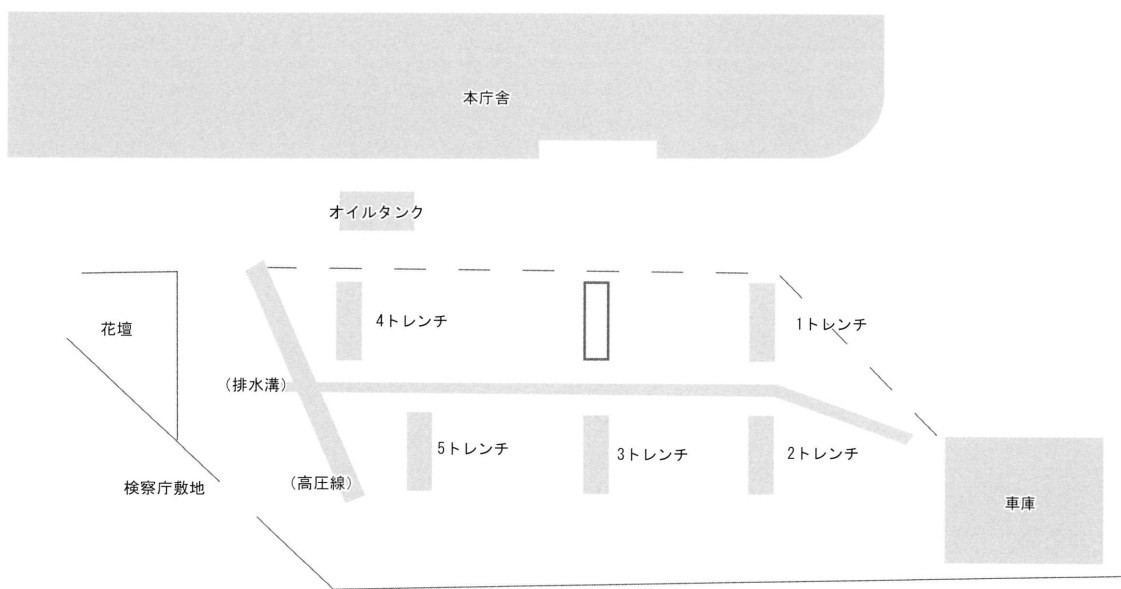 本庁舎
オイルタンク
花壇
4トレンチ
1トレンチ
(排水溝)
5トレンチ
3トレンチ
2トレンチ
検察庁敷地
(高圧線)
車庫